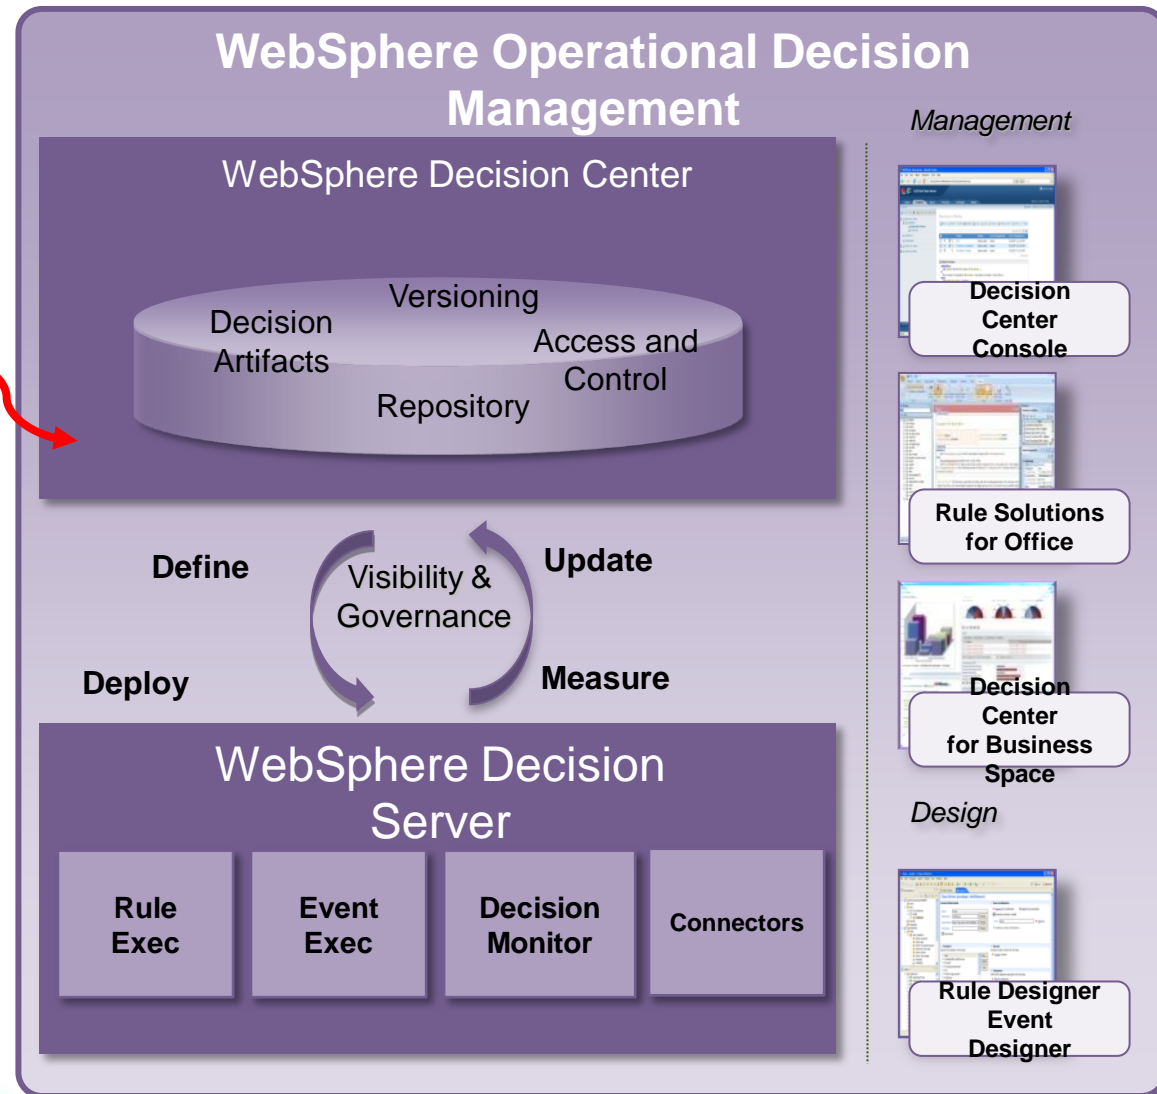 WebSphere Operational Decision
Management
WebSphere Decision Center
Versioning
Decision
Artifacts
Access and
Control
Repository
Define
Update
Visibility &
Governance
Deploy
Measure
WebSphere Decision
Server
Rule
Exec
Event
Exec
Decision
Monitor
Connectors
Management
Decision
Center
Console
Rule Solutions
for Office
Decision
Center
for Business
Space
Design
Rule Designer
Event
Designer